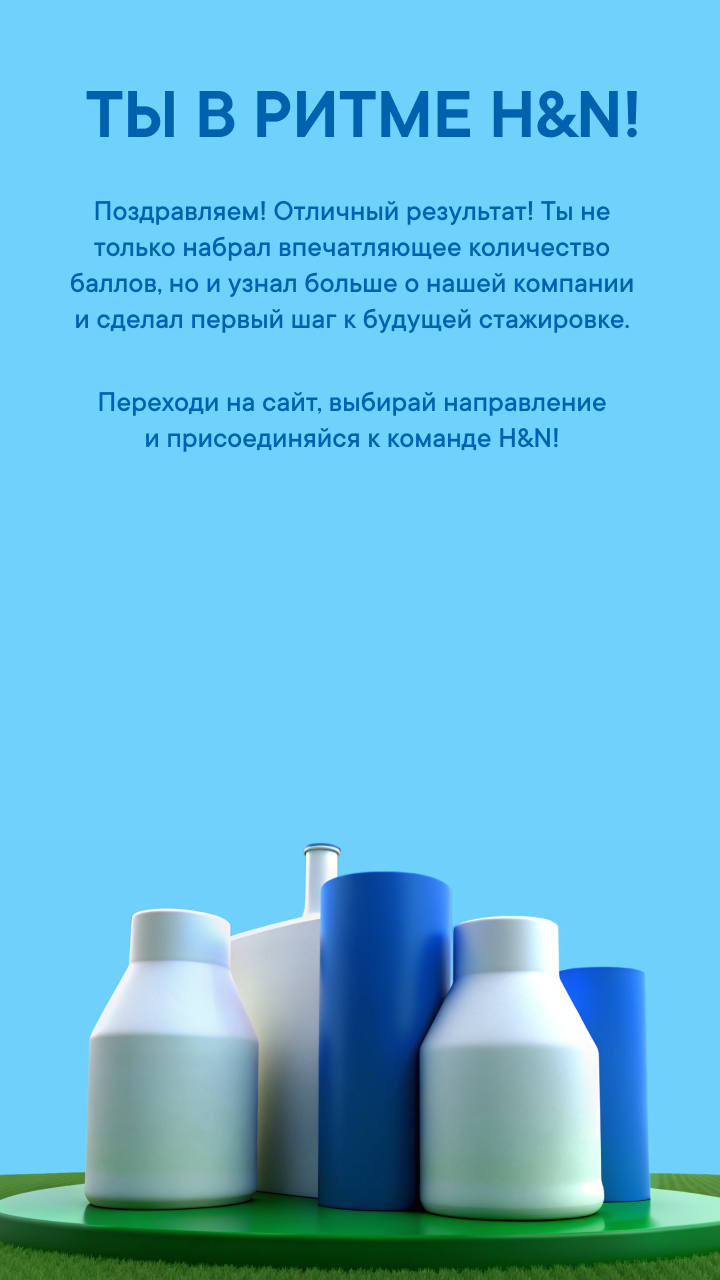 ТЫ В РИТМЕ H&N!
Поздравляем! Отличный результат! Ты не
только набрал впечатляющее количество
баллов, но и узнал больше о нашей компании
и сделал первый шаг к будущей стажировке.
Переходи на сайт, выбирай направление
и присоединяйся к команде H&N!